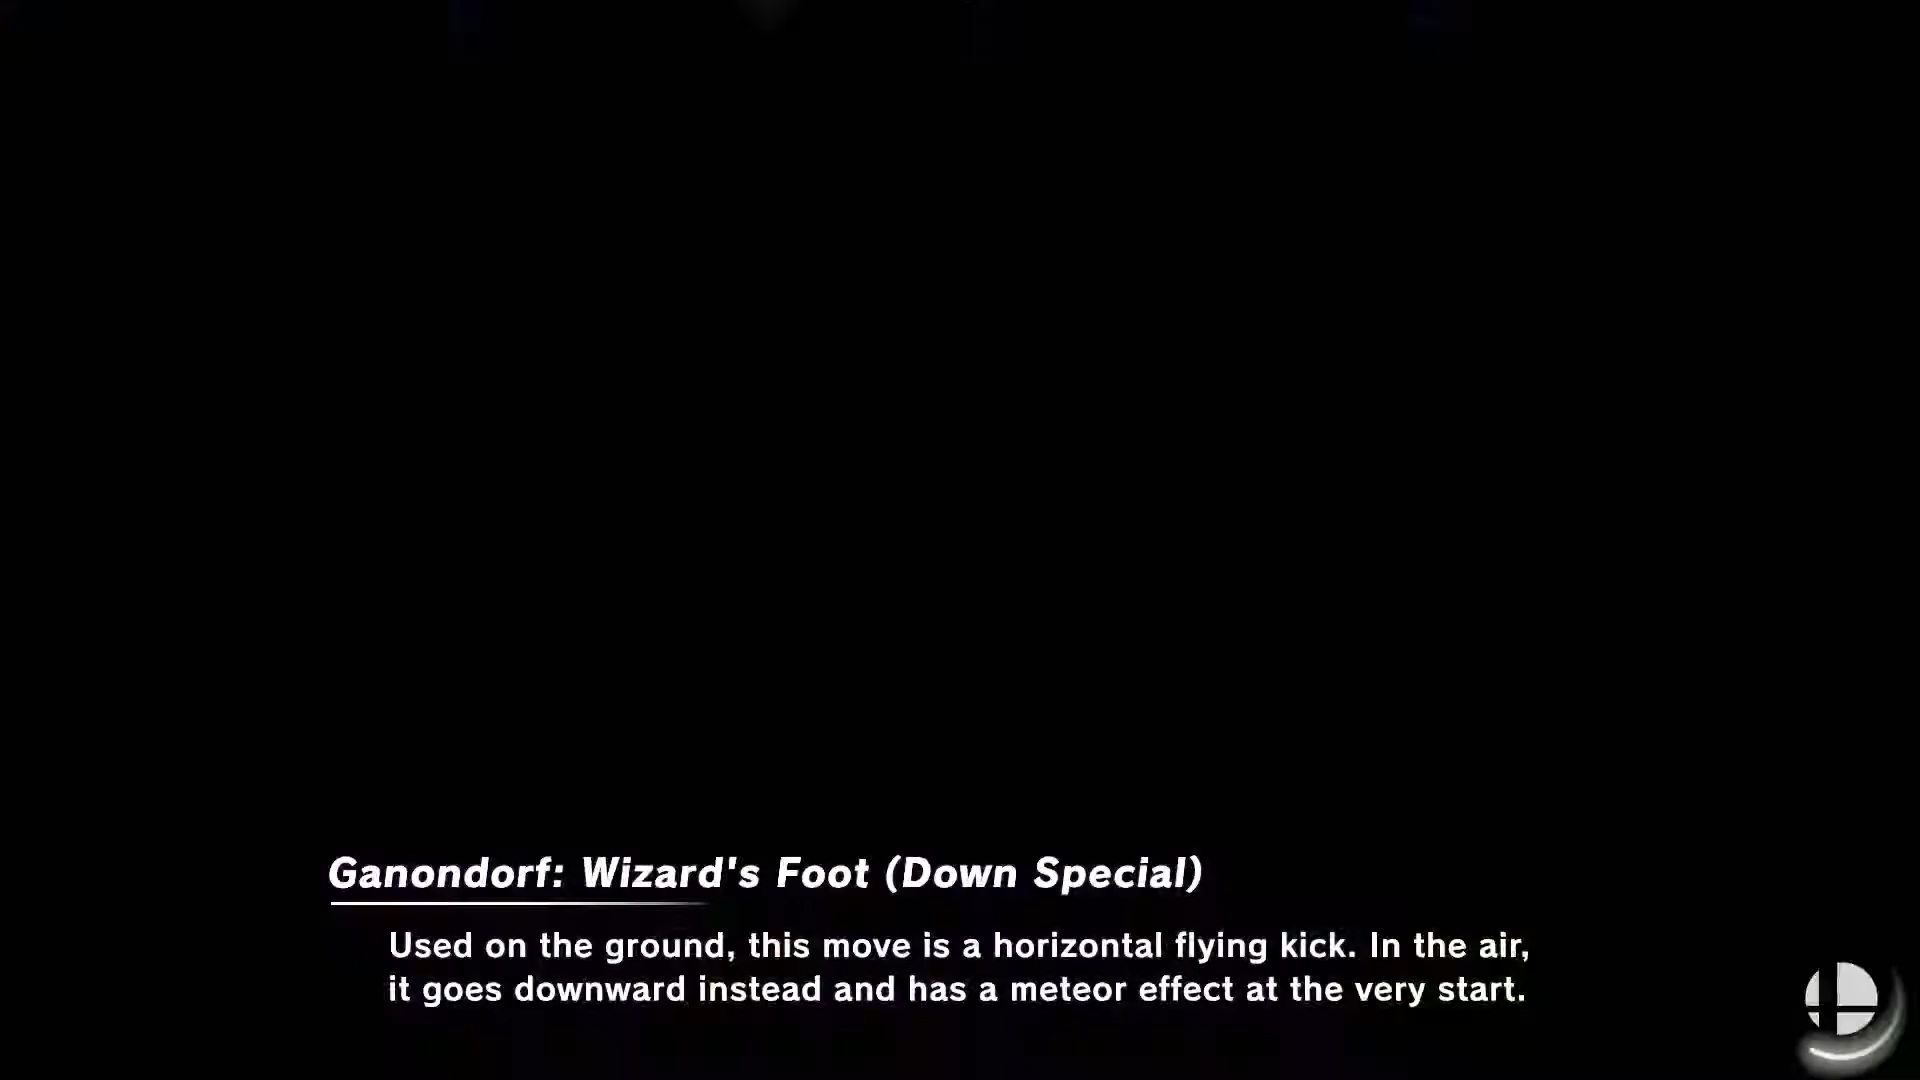 Ganondorf: Wizard's Foot (Down Special)
Used on the ground, this move is a horizontal flying kick. In the air,
it goes downward instead and has a meteor effect at the very start.